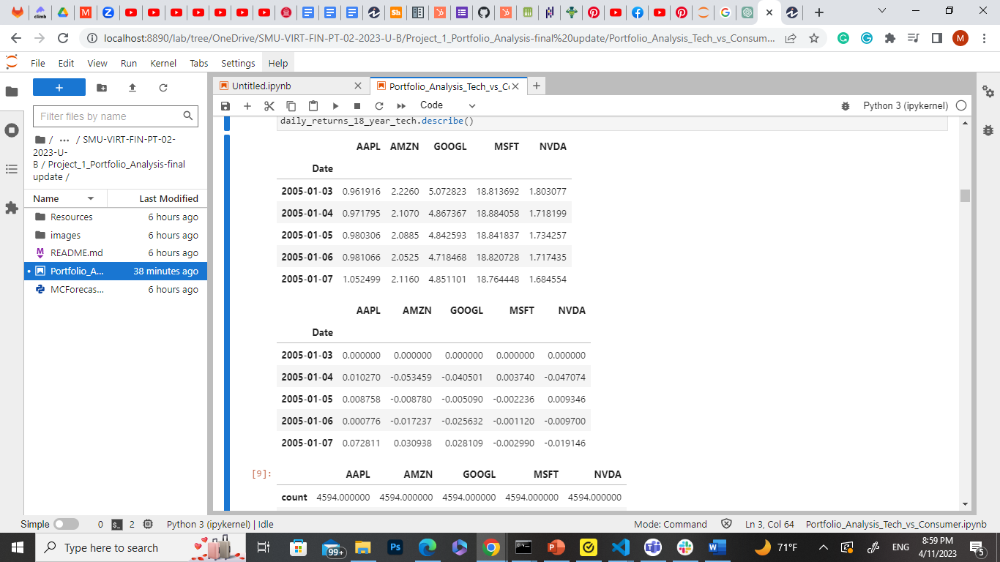 climb
M
Z
Sh
localhost:8890/lab/tree/OneDrive/SMU-VIRT-FIN-PT-02-2023-U-B/Project_1_Portfolio_Analysis-final%20update/Portfolio_Analysis_Tech_vs_Consum...
M
File Edit View Run Kernel Tabs Settings Help
Untitled.ipynb
Portfolio_Analysis_Tech_vs_Co
Code
Python 3 (ipykernel)
Filter files by name
/ ... / SMU-VIRT-FIN-PT-02-
2023-U-
B / Project_1_Portfolio_Analysis-final
update /
Name Last Modified
Resources 6 hours ago
images 6 hours ago
README.md 6 hours ago
Portfolio_A... 38 minutes ago
MCForecas... 6 hours ago
daily_returns_18_year_tech.describe()
AAPL AMZN GOOGL MSFT NVDA
Date
2005-01-03 0.961916 2.2260 5.072823 18.813692 1.803077
2005-01-04 0.971795 2.1070 4.867367 18.884058 1.718199
2005-01-05 0.980306 2.0885 4.842593 18.841837 1.734257
2005-01-06 0.981066 2.0525 4.718468 18.820728 1.717435
2005-01-07 1.052499 2.1160 4.851101 18.764448 1.684554
AAPL AMZN GOOGL MSFT NVDA
Date
2005-01-03 0.000000 0.000000 0.000000 0.000000 0.000000
2005-01-04 0.010270 -0.053459 -0.040501 0.003740 -0.047074
2005-01-05 0.008758 -0.008780 -0.005090 -0.002236 0.009346
2005-01-06 0.000776 -0.017237 -0.025632 -0.001120 -0.009700
2005-01-07 0.072811 0.030938 0.028109 -0.002990 -0.019146
[9]: AAPL AMZN GOOGL MSFT NVDA
count 4594.000000 4594.000000 4594.000000 4594.000000 4594.000000
Simple 0 2 Python 3 (ipykernel) | Idle
Mode: Command Ln 3, Col 64 Portfolio_Analysis_Tech_vs_Consumer.ipynb
Type here to search
99+
Ps
71°F
ENG
8:59 PM
4/11/2023
5